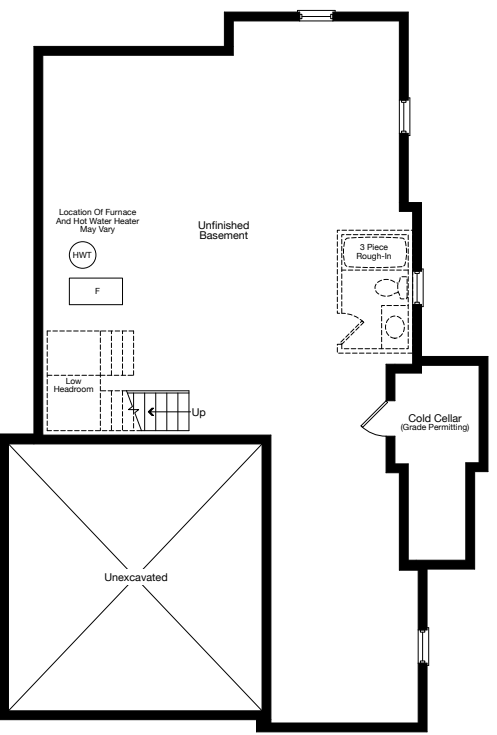 Location Of Furnace
And Hot Water Heater
May Vary
HWT
F
Unfinished
Basement
3 Piece
Rough-In
Low
Headroom
Up
Cold Cellar
(Grade Permitting)
Unexcavated